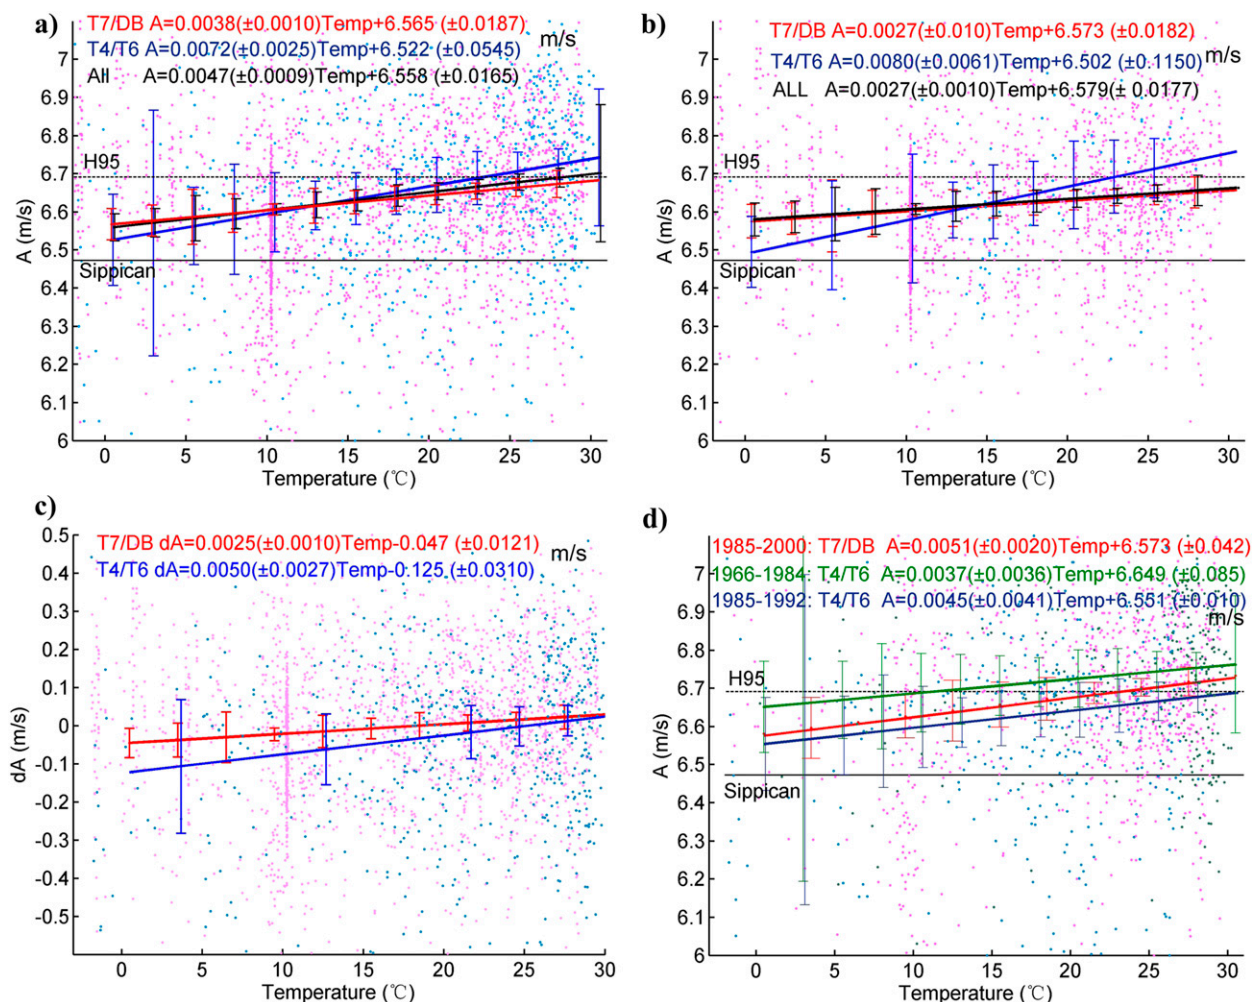 a)
T7/DB A=0.0038(±0.0010)Temp+6.565 (±0.0187)
T4/T6 A=0.0072(±0.0025)Temp+6.522 (±0.0545)
m/s
All A=0.0047(±0.0009)Temp+6.558 (±0.0165)
7.1
7
6.9
6.8
6.7
6.6
6.5
6.4
6.3
6.2
6.1
6
A (m/s)
H95
Sippican
0 5 10 15 20 25 30
Temperature (℃)
b)
T7/DB A=0.0027(±0.010)Temp+6.573 (±0.0182)
T4/T6 A=0.0080(±0.0061)Temp+6.502 (±0.1150)
m/s
ALL A=0.0027(±0.0010)Temp+6.579(± 0.0177)
7.1
7
6.9
6.8
6.7
6.6
6.5
6.4
6.3
6.2
6.1
6
A (m/s)
H95
Sippican
0 5 10 15 20 25 30
Temperature (℃)
c)
T7/DB dA=0.0025(±0.0010)Temp-0.047 (±0.0121)
m/s
T4/T6 dA=0.0050(±0.0027)Temp-0.125 (±0.0310)
0.5
0.4
0.3
0.2
0.1
0
-0.1
-0.2
-0.3
-0.4
-0.5
dA (m/s)
0 5 10 15 20 25 30
Temperature (℃)
d)
1985-2000: T7/DB A=0.0051(±0.0020)Temp+6.573 (±0.042)
1966-1984: T4/T6 A=0.0037(±0.0036)Temp+6.649 (±0.085)
1985-1992: T4/T6 A=0.0045(±0.0041)Temp+6.551 (±0.010)
m/s
7.1
7
6.9
6.8
6.7
6.6
6.5
6.4
6.3
6.2
6.1
6
A (m/s)
H95
Sippican
0 5 10 15 20 25 30
Temperature (℃)